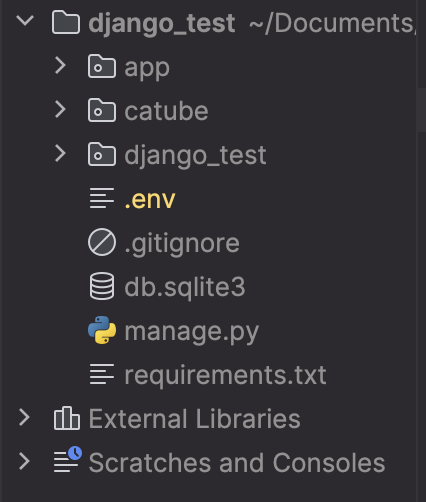 django_test ~/Documents/
app
catube
django_test
.env
.gitignore
db.sqlite3
manage.py
requirements.txt
External Libraries
Scratches and Consoles